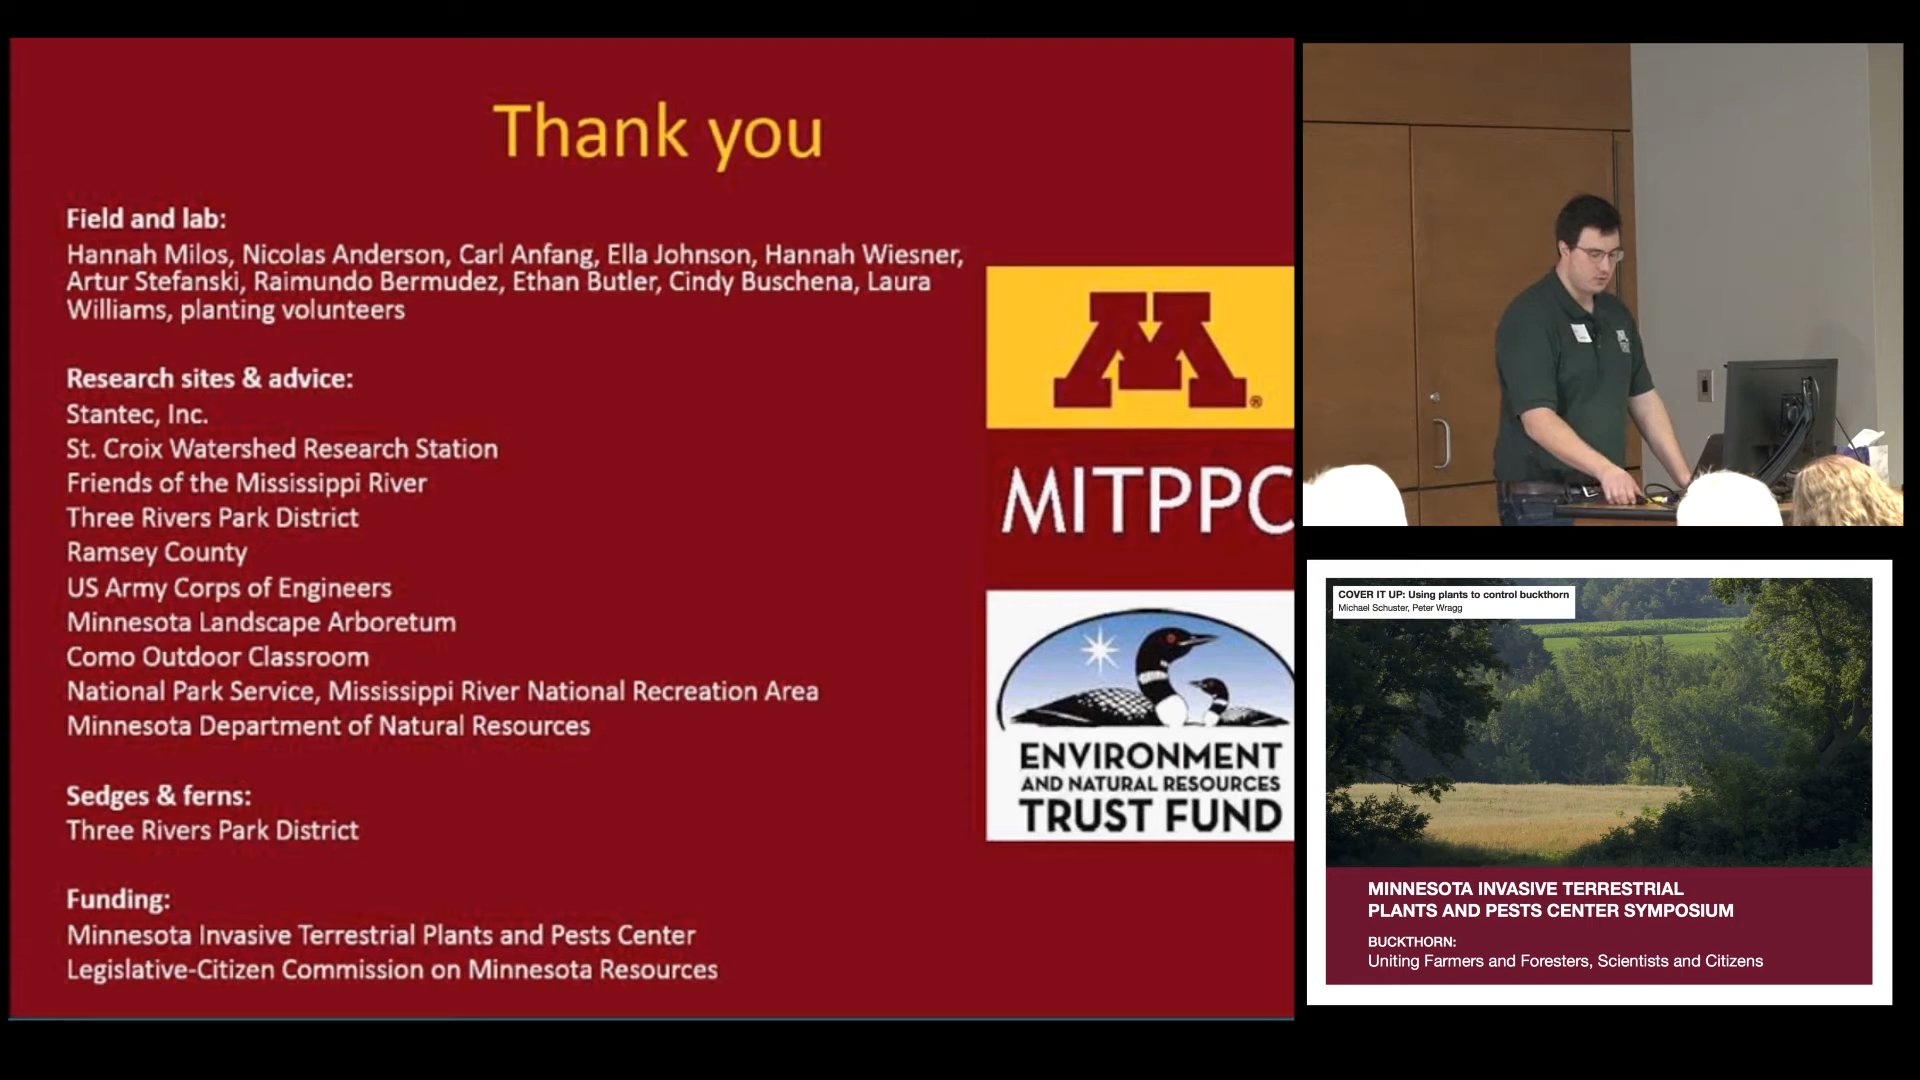 Thank you
Field and lab:
Hannah Milos, Nicolas Anderson, Carl Anfang, Ella Johnson, Hannah Wiesner,
Artur Stefanski, Raimundo Bermudez, Ethan Butler, Cindy Buschena, Laura
Williams, planting volunteers
Research sites & advice:
Stantec, Inc.
St. Croix Watershed Research Station
Friends of the Mississippi River
Three Rivers Park District
Ramsey County
US Army Corps of Engineers
Minnesota Landscape Arboretum
Como Outdoor Classroom
National Park Service, Mississippi River National Recreation Area
Minnesota Department of Natural Resources
Sedges & ferns:
Three Rivers Park District
Funding:
Minnesota Invasive Terrestrial Plants and Pests Center
Legislative-Citizen Commission on Minnesota Resources
M®
MITPPC
ENVIRONMENT
AND NATURAL RESOURCES
TRUST FUND
COVER IT UP: Using plants to control buckthorn
Michael Schuster, Peter Wragg
MINNESOTA INVASIVE TERRESTRIAL
PLANTS AND PESTS CENTER SYMPOSIUM
BUCKTHORN:
Uniting Farmers and Foresters, Scientists and Citizens